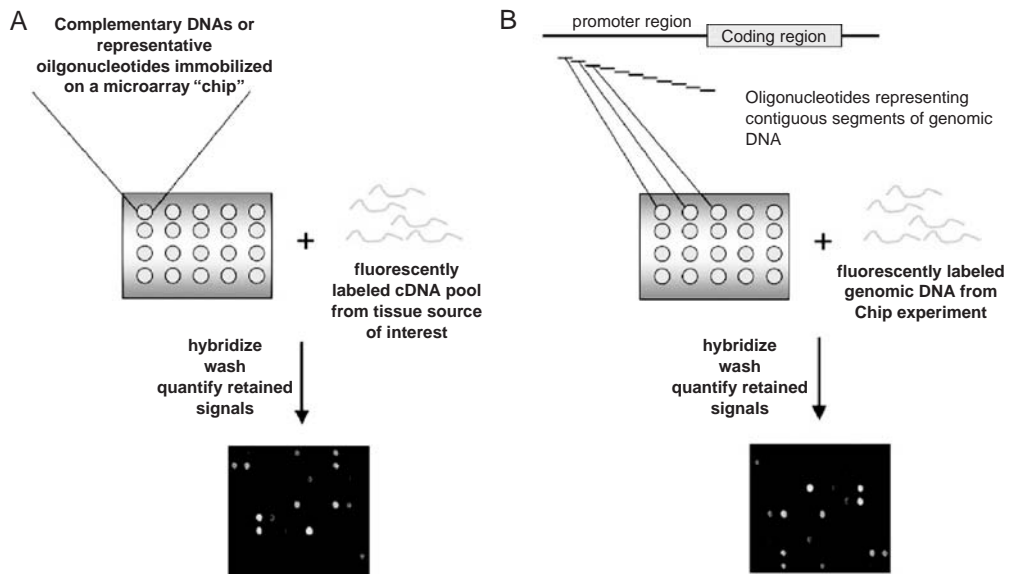 A
Complementary DNAs or
representative
oilgonucleotides immobilized
on a microarray “chip”
+
fluorescently
labeled cDNA pool
from tissue source
of interest
hybridize
wash
quantify retained
signals
B
promoter region
Coding region
Oligonucleotides representing
contiguous segments of genomic
DNA
+
fluorescently labeled
genomic DNA from
Chip experiment
hybridize
wash
quantify retained
signals